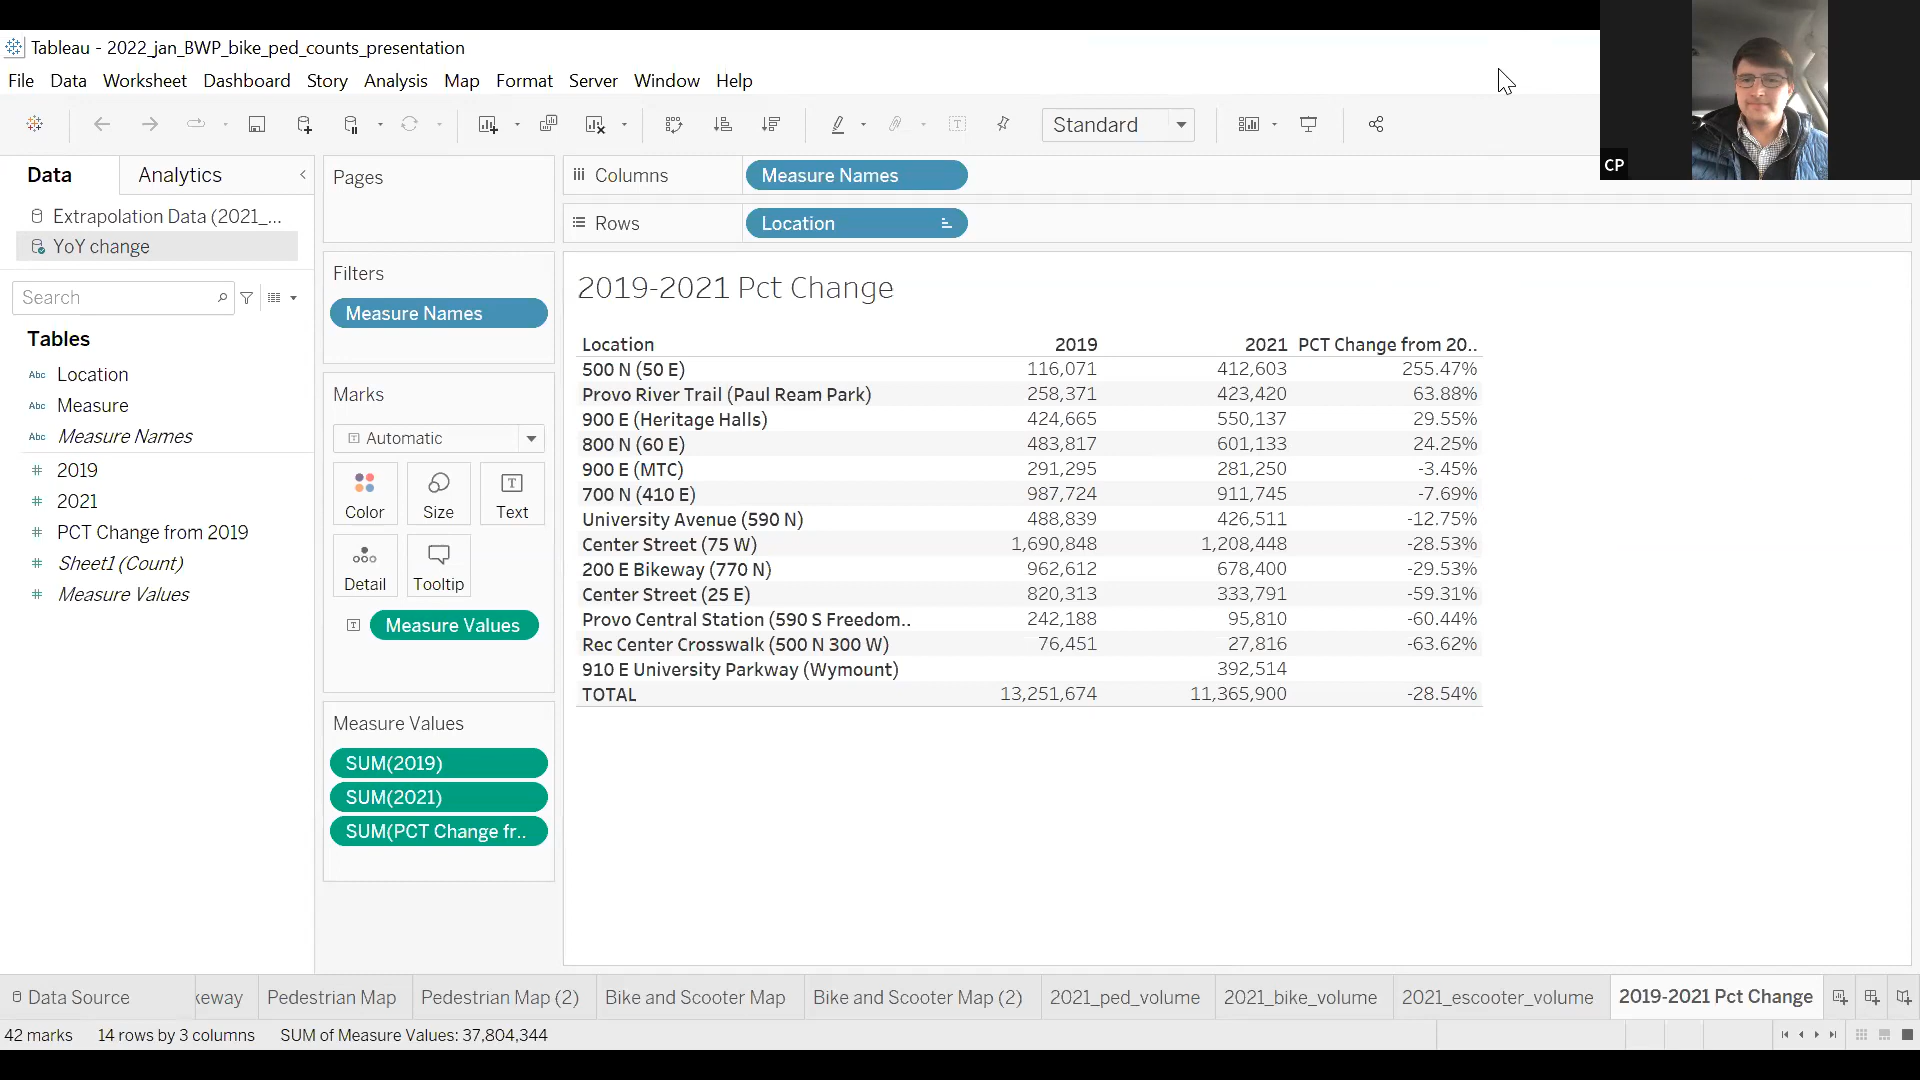 Tableau - 2022_jan_BWP_bike_ped_counts_presentation
File Data Worksheet Dashboard Story Analysis Map Format Server Window Help
Standard
CP
Data Analytics
Extrapolation Data (2021_...
YoY change
Search
Tables
Abc Location
Abc Measure
Abc Measure Names
# 2019
# 2021
# PCT Change from 2019
# Sheet1 (Count)
# Measure Values
Pages
Filters
Measure Names
Marks
Automatic
Color Size Text
Detail Tooltip
Measure Values
Measure Values
SUM(2019)
SUM(2021)
SUM(PCT Change fr..
Columns Measure Names
Rows Location
2019-2021 Pct Change
Location 2019 2021 PCT Change from 20..
500 N (50 E) 116,071 412,603 255.47%
Provo River Trail (Paul Ream Park) 258,371 423,420 63.88%
900 E (Heritage Halls) 424,665 550,137 29.55%
800 N (60 E) 483,817 601,133 24.25%
900 E (MTC) 291,295 281,250 -3.45%
700 N (410 E) 987,724 911,745 -7.69%
University Avenue (590 N) 488,839 426,511 -12.75%
Center Street (75 W) 1,690,848 1,208,448 -28.53%
200 E Bikeway (770 N) 962,612 678,400 -29.53%
Center Street (25 E) 820,313 333,791 -59.31%
Provo Central Station (590 S Freedom.. 242,188 95,810 -60.44%
Rec Center Crosswalk (500 N 300 W) 76,451 27,816 -63.62%
910 E University Parkway (Wymount) 392,514
TOTAL 13,251,674 11,365,900 -28.54%
Data Source keway Pedestrian Map Pedestrian Map (2) Bike and Scooter Map Bike and Scooter Map (2) 2021_ped_volume 2021_bike_volume 2021_escooter_volume 2019-2021 Pct Change
42 marks 14 rows by 3 columns SUM of Measure Values: 37,804,344